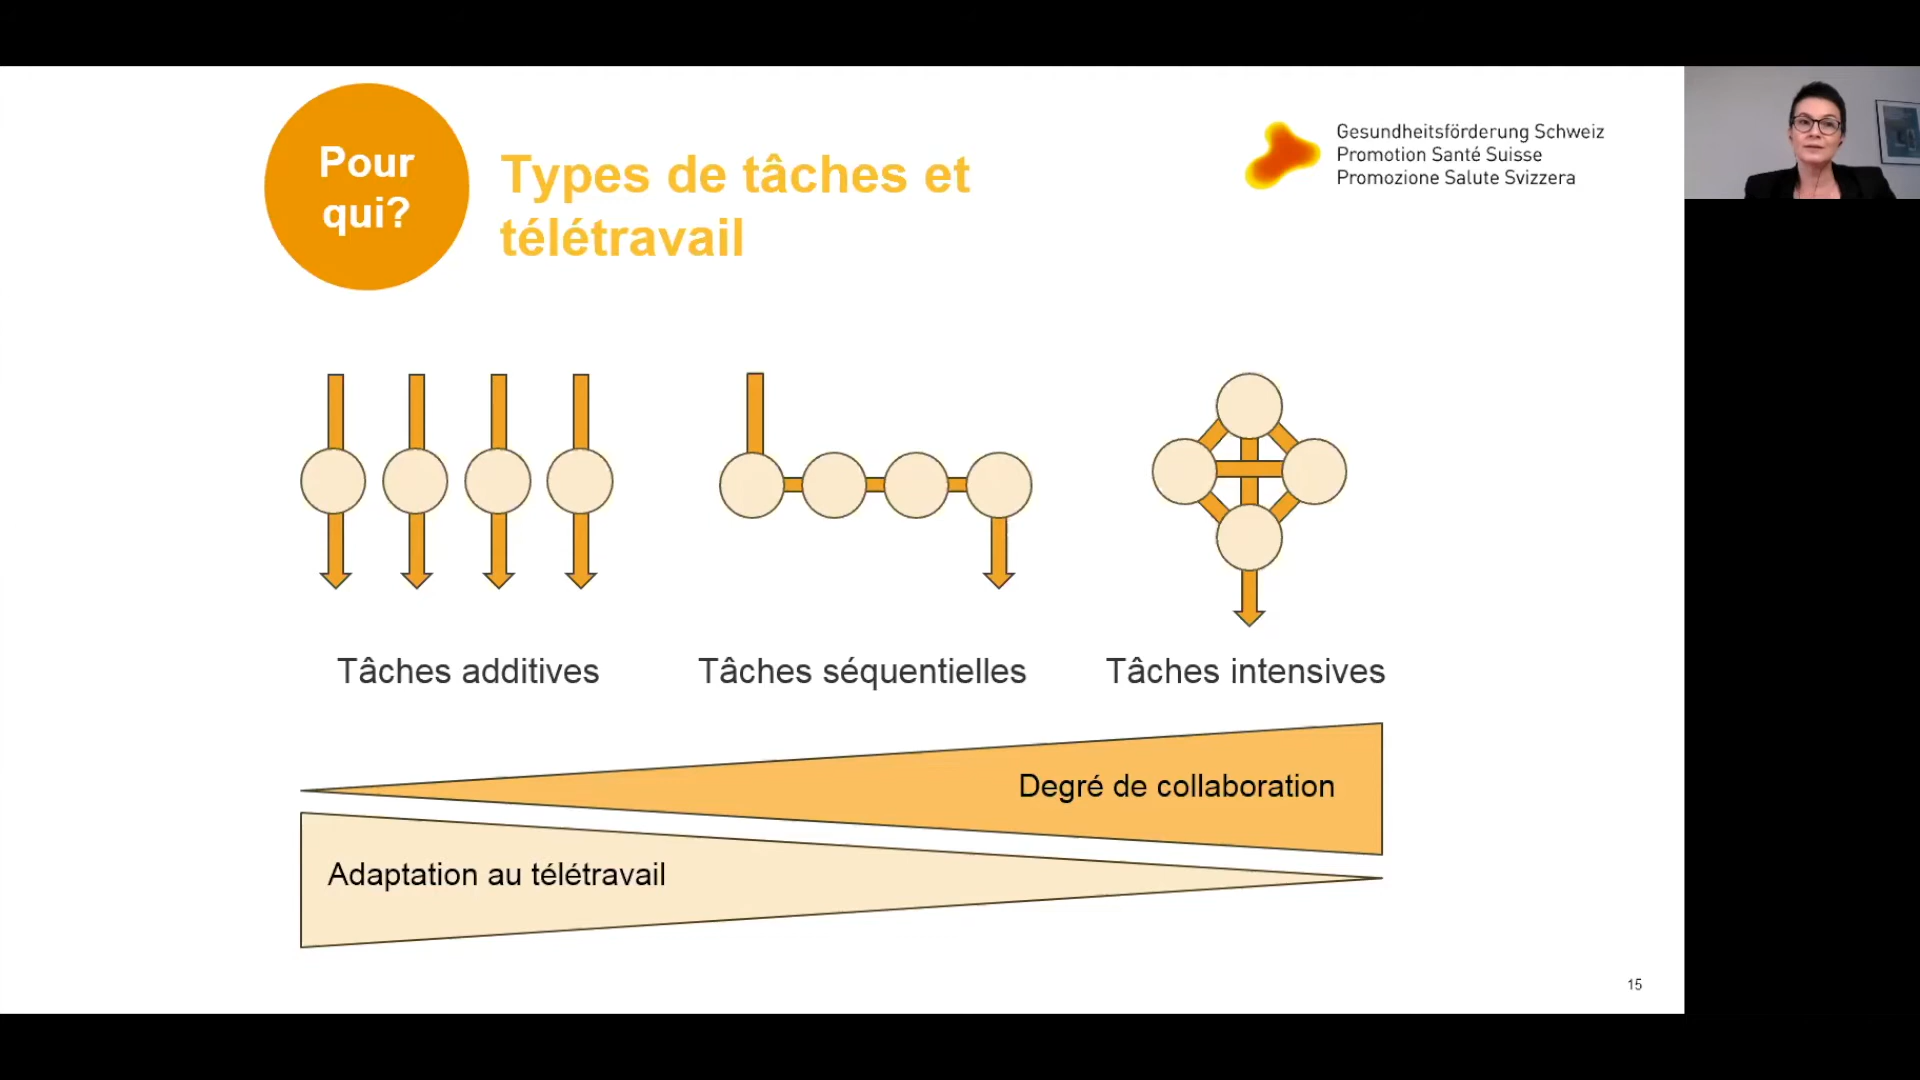 Pour
qui?
Types de tâches et
télétravail
Gesundheitsförderung Schweiz
Promotion Santé Suisse
Promozione Salute Svizzera
Tâches additives
Tâches séquentielles
Tâches intensives
Degré de collaboration
Adaptation au télétravail
15